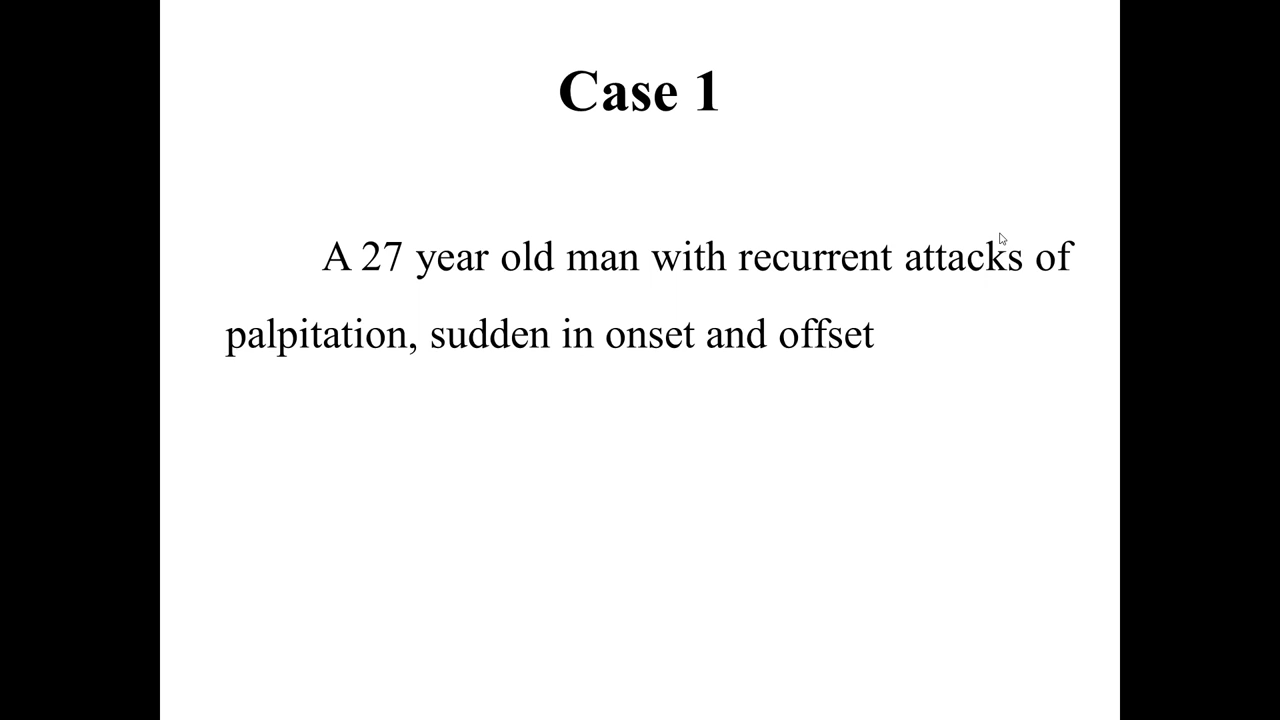 Case 1
A 27 year old man with recurrent attacks of
palpitation, sudden in onset and offset